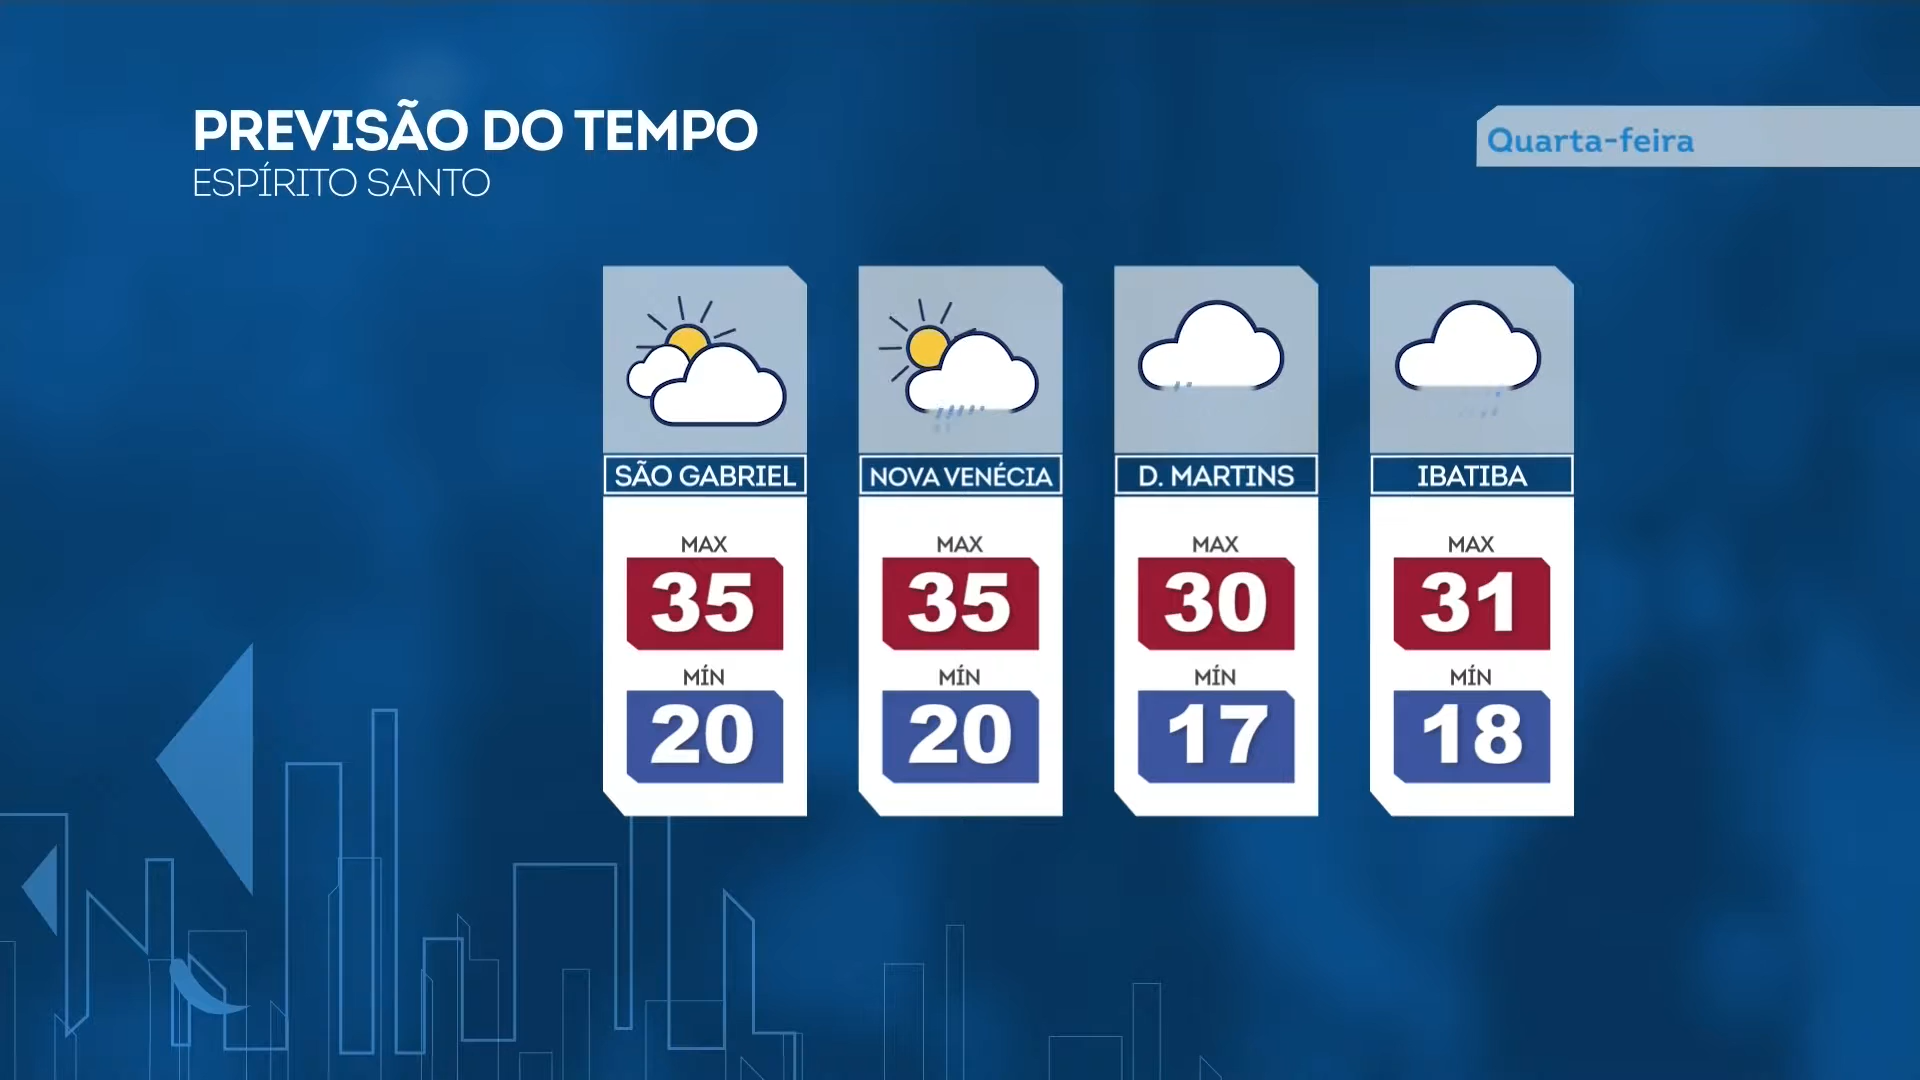 PREVISÃO DO TEMPO
ESPÍRITO SANTO
Quarta-feira
SÃO GABRIEL
MAX
35
MÍN
20
NOVA VENÉCIA
MAX
35
MÍN
20
D. MARTINS
MAX
30
MÍN
17
IBATIBA
MAX
31
MÍN
18